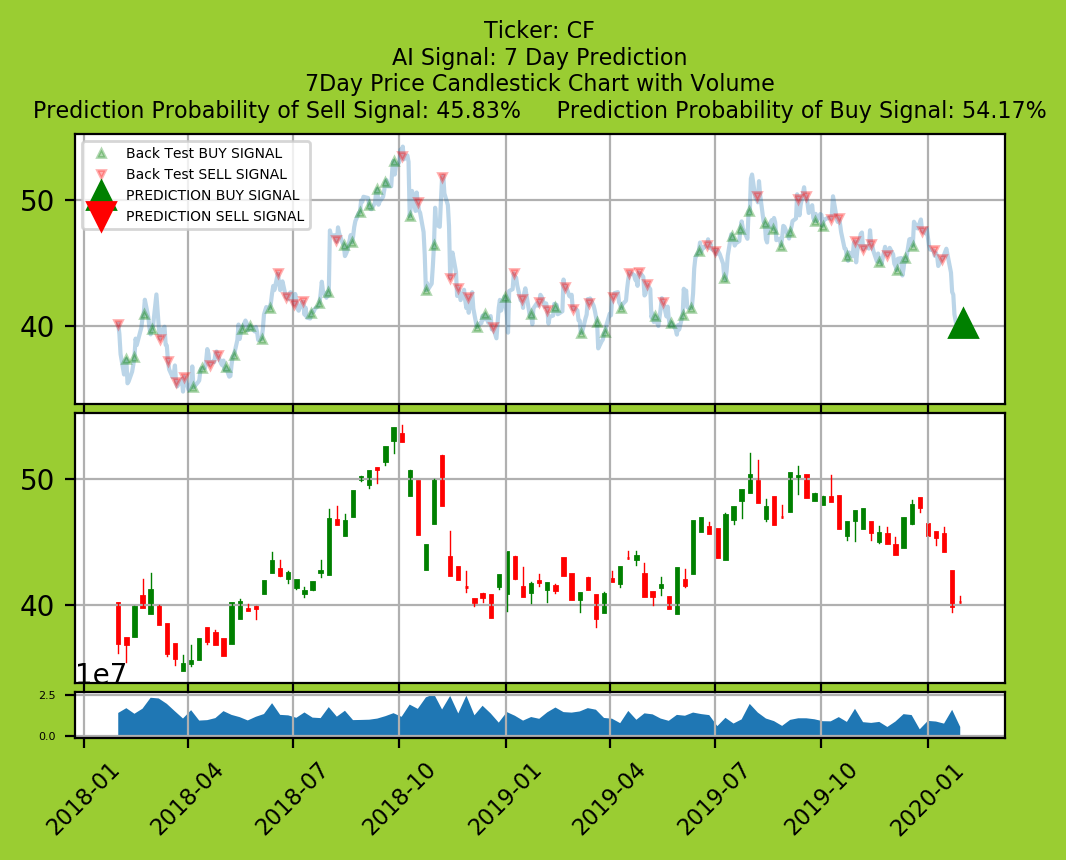 Ticker: CF
AI Signal: 7 Day Prediction
7Day Price Candlestick Chart with Volume
Prediction Probability of Sell Signal: 45.83%     Prediction Probability of Buy Signal: 54.17%
Back Test BUY SIGNAL
Back Test SELL SIGNAL
PREDICTION BUY SIGNAL
PREDICTION SELL SIGNAL
50
40
50
40
1e7
2.5
0.0
2018-01 2018-04 2018-07 2018-10 2019-01 2019-04 2019-07 2019-10 2020-01